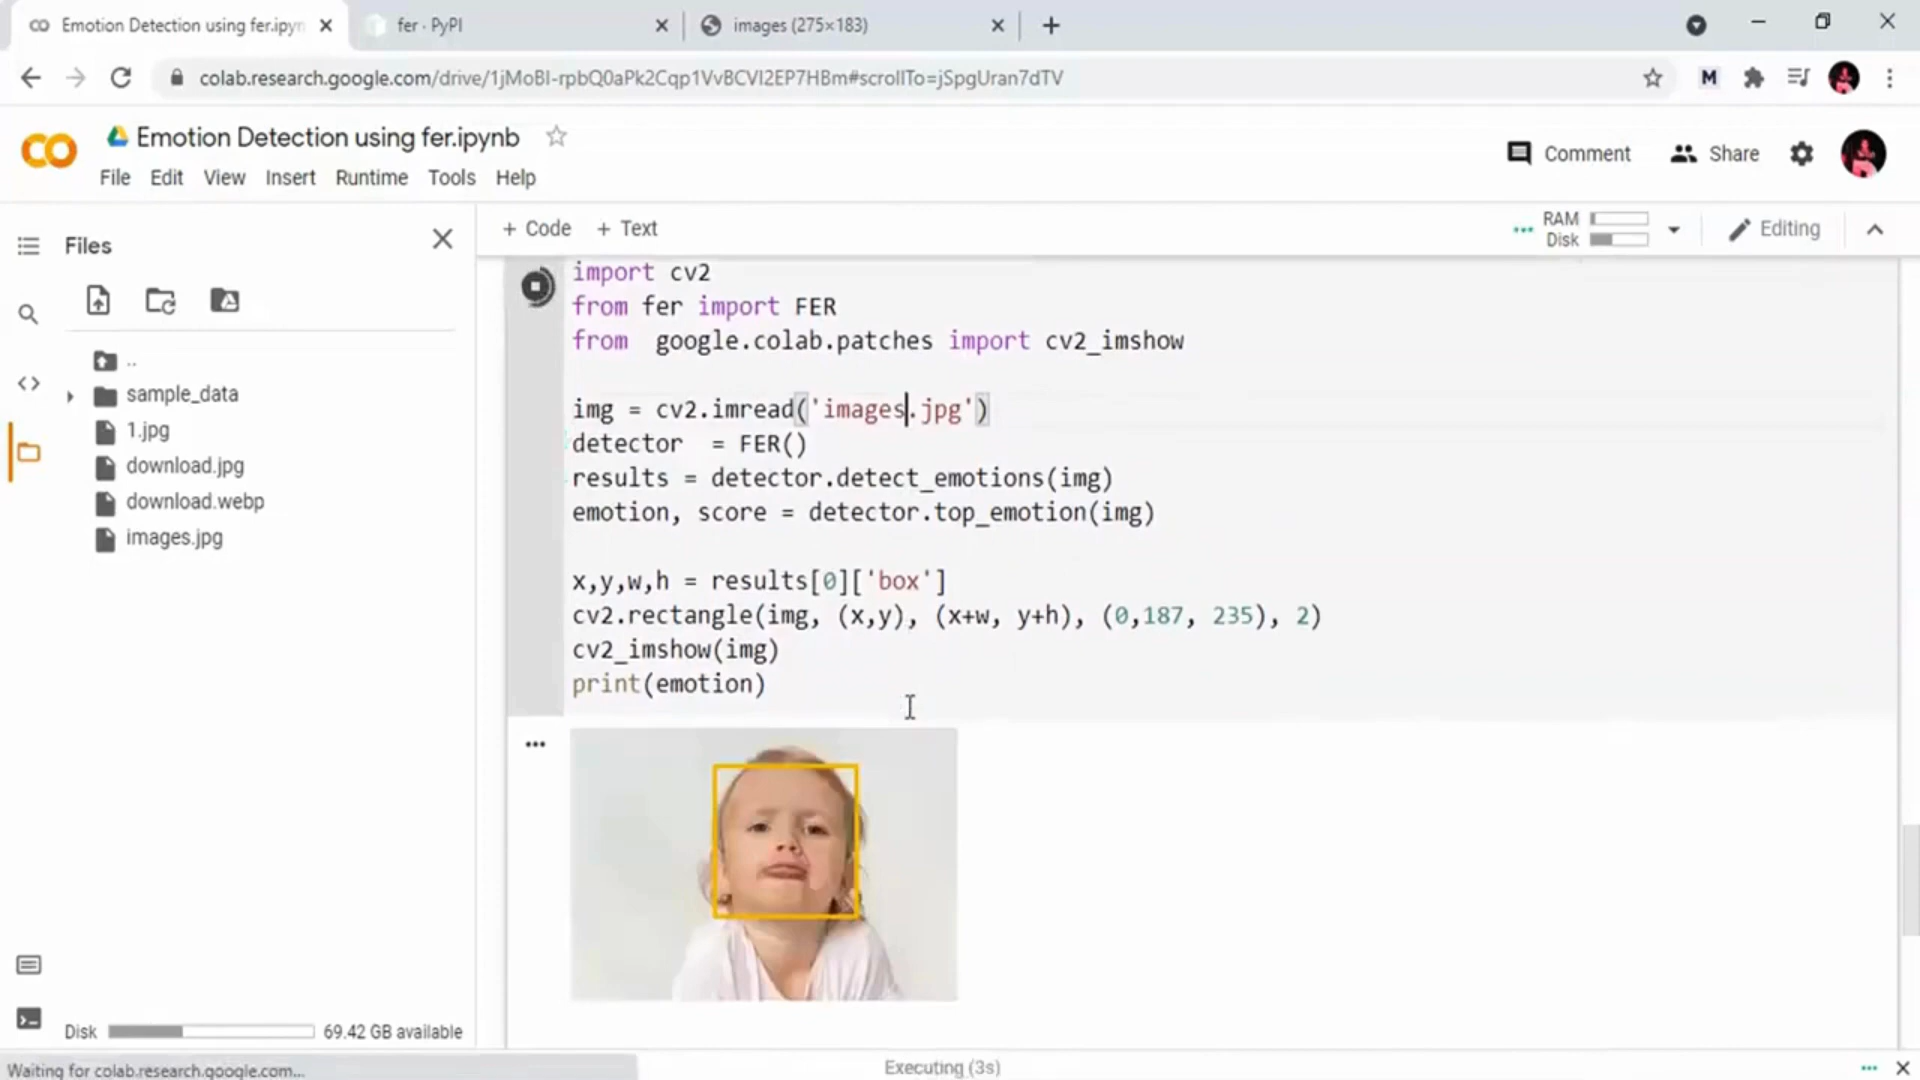 Emotion Detection using fer.ipyn
fer · PyPI
images (275×183)
colab.research.google.com/drive/1jMoBI-rpbQ0aPk2Cqp1VvBCVI2EP7HBm#scrollTo=jSpgUran7dTV
M
Emotion Detection using fer.ipynb
File Edit View Insert Runtime Tools Help
Comment
Share
Files
+ Code + Text
RAM
Disk
Editing
..
sample_data
1.jpg
download.jpg
download.webp
images.jpg
import cv2
from fer import FER
from  google.colab.patches import cv2_imshow
img = cv2.imread('images.jpg')
detector  = FER()
results = detector.detect_emotions(img)
emotion, score = detector.top_emotion(img)
x,y,w,h = results[0]['box']
cv2.rectangle(img, (x,y), (x+w, y+h), (0,187, 235), 2)
cv2_imshow(img)
print(emotion)
Disk 69.42 GB available
Waiting for colab.research.google.com...
Executing (3s)